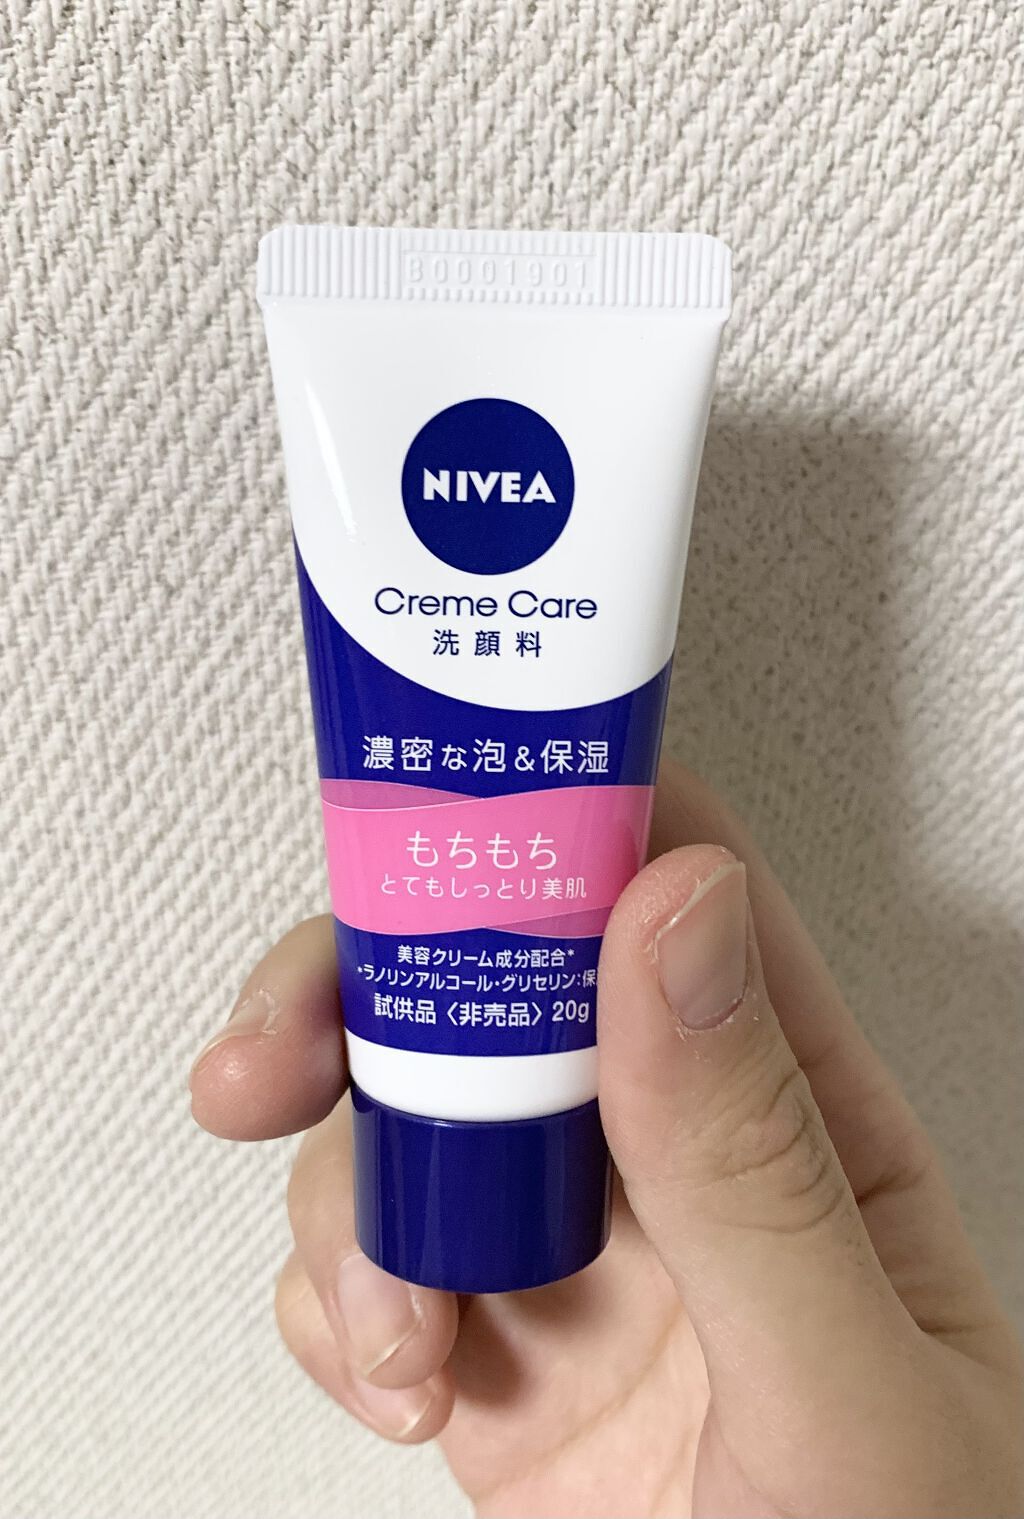 B0001901
NIVEA
Creme Care
洗顔料
濃密な泡&保湿
もちもち
とてもしっとり美肌
美容クリーム成分配合*
*ラノリンアルコール・グリセリン:保
試供品〈非売品〉20g